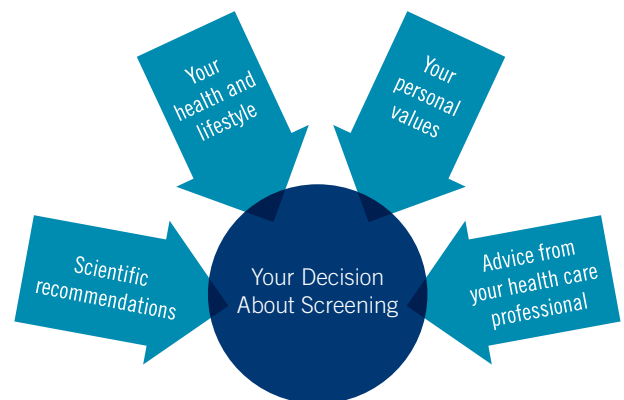 Your
health and
lifestyle
Your
personal
values
Scientific
recommendations
Your Decision
About Screening
Advice from
your health care
professional